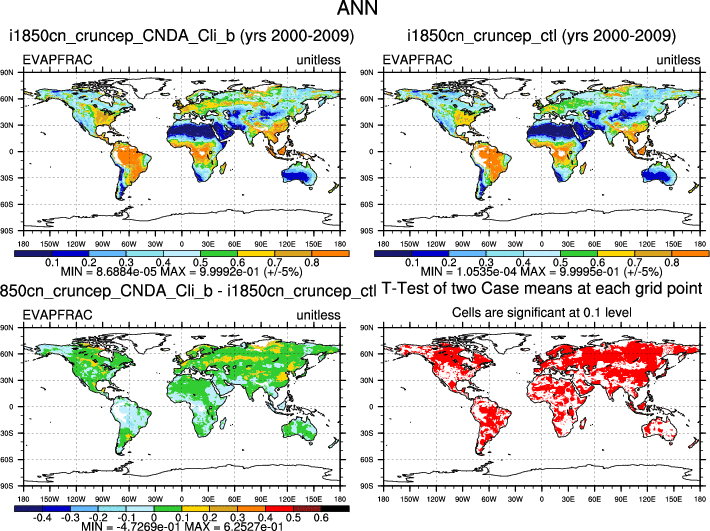 ANN
i1850cn_cruncep_CNDA_Cli_b (yrs 2000-2009)
EVAPFRAC unitless
90N
60N
30N
0
30S
60S
90S
180 150W 120W 90W 60W 30W 0 30E 60E 90E 120E 150E 180
0.1 0.2 0.3 0.4 0.5 0.6 0.7 0.8
MIN = 8.6884e-05 MAX = 9.9992e-01 (+/-5%)
i1850cn_cruncep_ctl (yrs 2000-2009)
EVAPFRAC unitless
90N
60N
30N
0
30S
60S
90S
180 150W 120W 90W 60W 30W 0 30E 60E 90E 120E 150E 180
0.1 0.2 0.3 0.4 0.5 0.6 0.7 0.8
MIN = 1.0535e-04 MAX = 9.9995e-01 (+/-5%)
850cn_cruncep_CNDA_Cli_b - i1850cn_cruncep_ctl
EVAPFRAC unitless
90N
60N
30N
0
30S
60S
90S
180 150W 120W 90W 60W 30W 0 30E 60E 90E 120E 150E 180
-0.4 -0.3 -0.2 -0.1 0 0.1 0.2 0.3 0.4 0.5 0.6
MIN = -4.7269e-01 MAX = 6.2527e-01
T-Test of two Case means at each grid point
Cells are significant at 0.1 level
90N
60N
30N
0
30S
60S
90S
180 150W 120W 90W 60W 30W 0 30E 60E 90E 120E 150E 180